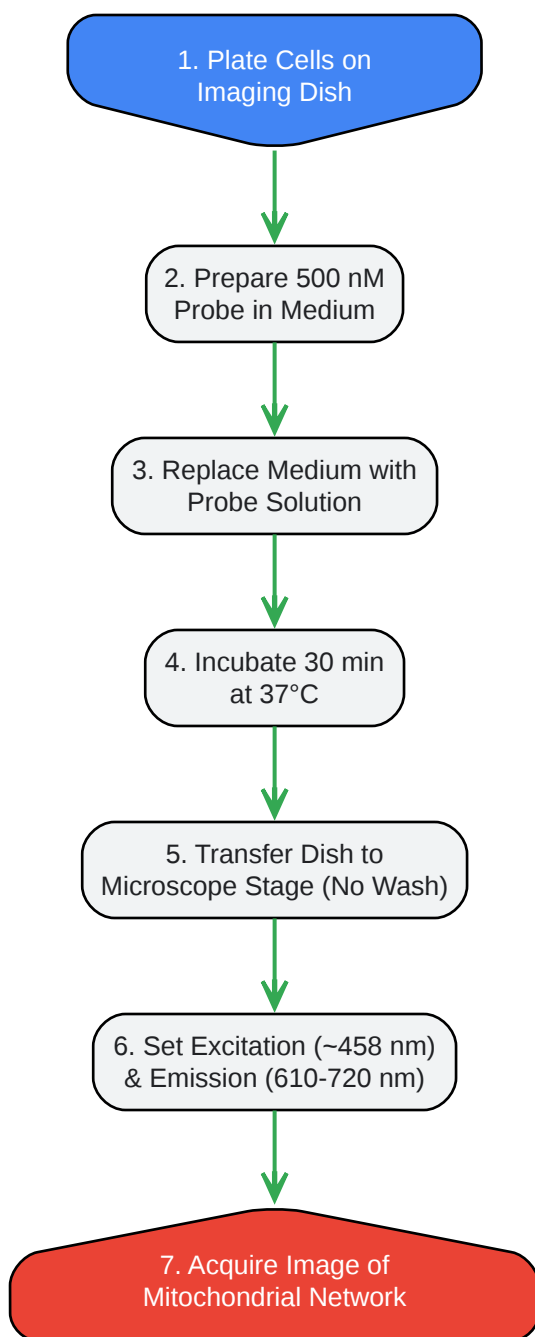 1. Plate Cells on
Imaging Dish
2. Prepare 500 nM
Probe in Medium
3. Replace Medium with
Probe Solution
4. Incubate 30 min
at 37°C
5. Transfer Dish to
Microscope Stage (No Wash)
6. Set Excitation (~458 nm)
& Emission (610-720 nm)
7. Acquire Image of
Mitochondrial Network